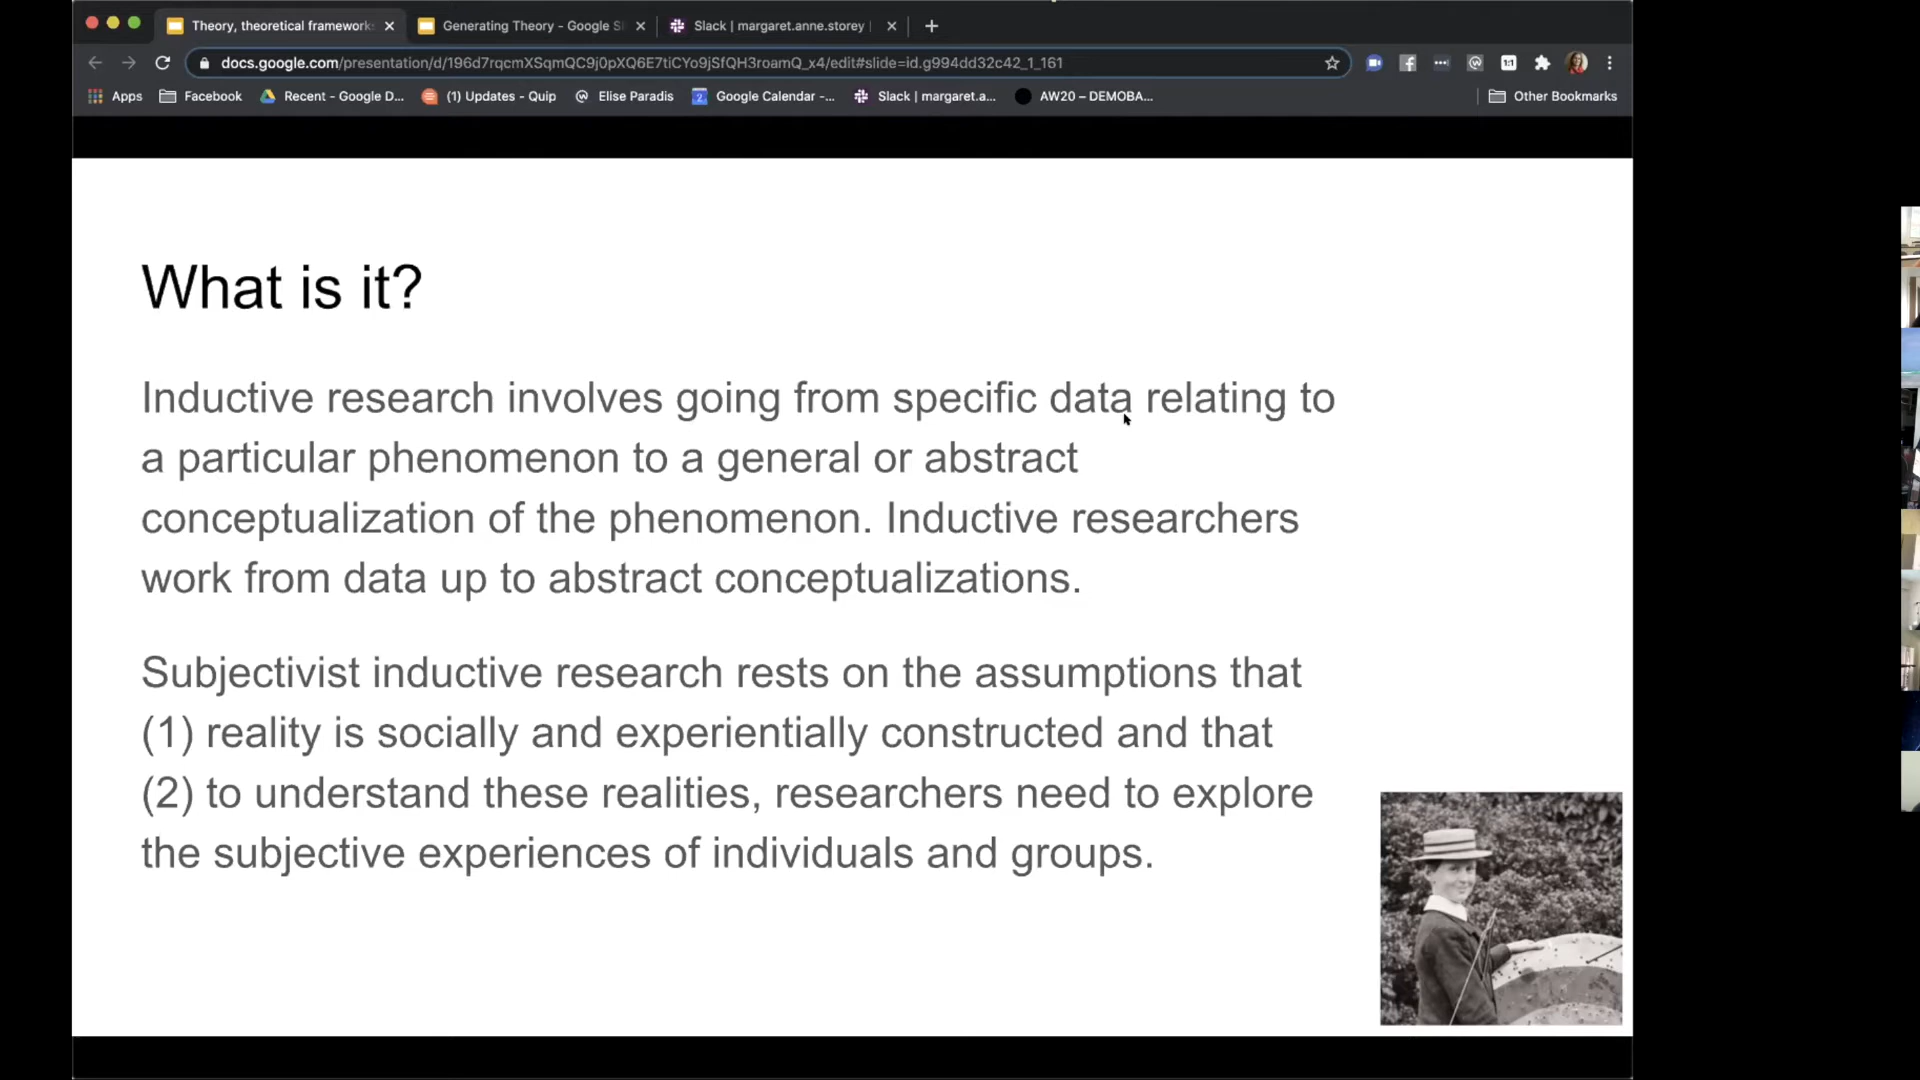 Theory, theoretical framework
Generating Theory - Google S
Slack | margaret.anne.storey
docs.google.com/presentation/d/196d7rqcmXSqmQC9j0pXQ6E7tiCYo9jSfQH3roamQ_x4/edit#slide=id.g994dd32c42_1_161
Apps
Facebook
Recent - Google D...
(1) Updates - Quip
Elise Paradis
Google Calendar -...
Slack | margaret.a...
AW20 – DEMOBA...
Other Bookmarks
What is it?
Inductive research involves going from specific data relating to
a particular phenomenon to a general or abstract
conceptualization of the phenomenon. Inductive researchers
work from data up to abstract conceptualizations.
Subjectivist inductive research rests on the assumptions that
(1) reality is socially and experientially constructed and that
(2) to understand these realities, researchers need to explore
the subjective experiences of individuals and groups.